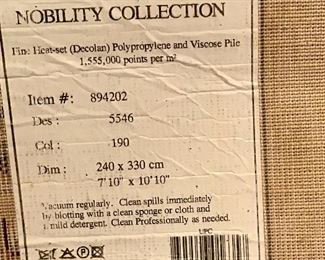 NOBILITY COLLECTION
Fine Heat-set (Decolan) Polypropylene and Viscose Pile
1,555,000 points per m²
Item #: 894202
Des : 5546
Col : 190
Dim : 240 x 330 cm
7'10" x 10'10"
Vacuum regularly. Clean spills immediately
by blotting with a clean sponge or cloth and
mild detergent. Clean Professionally as needed.
UPC